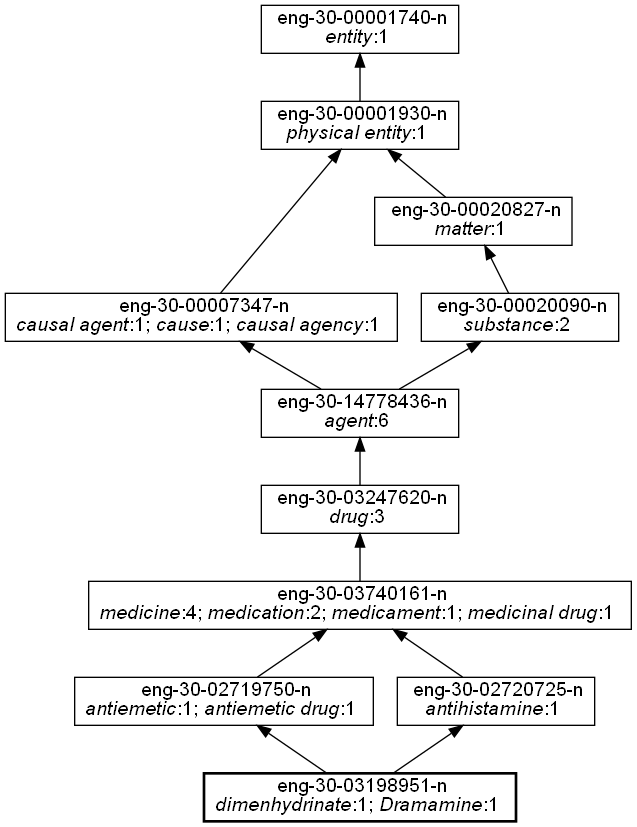 eng-30-00001740-n
entity:1
eng-30-00001930-n
physical entity:1
eng-30-00020827-n
matter:1
eng-30-00007347-n
causal agent:1; cause:1; causal agency:1
eng-30-00020090-n
substance:2
eng-30-14778436-n
agent:6
eng-30-03247620-n
drug:3
eng-30-03740161-n
medicine:4; medication:2; medicament:1; medicinal drug:1
eng-30-02719750-n
antiemetic:1; antiemetic drug:1
eng-30-02720725-n
antihistamine:1
eng-30-03198951-n
dimenhydrinate:1; Dramamine:1